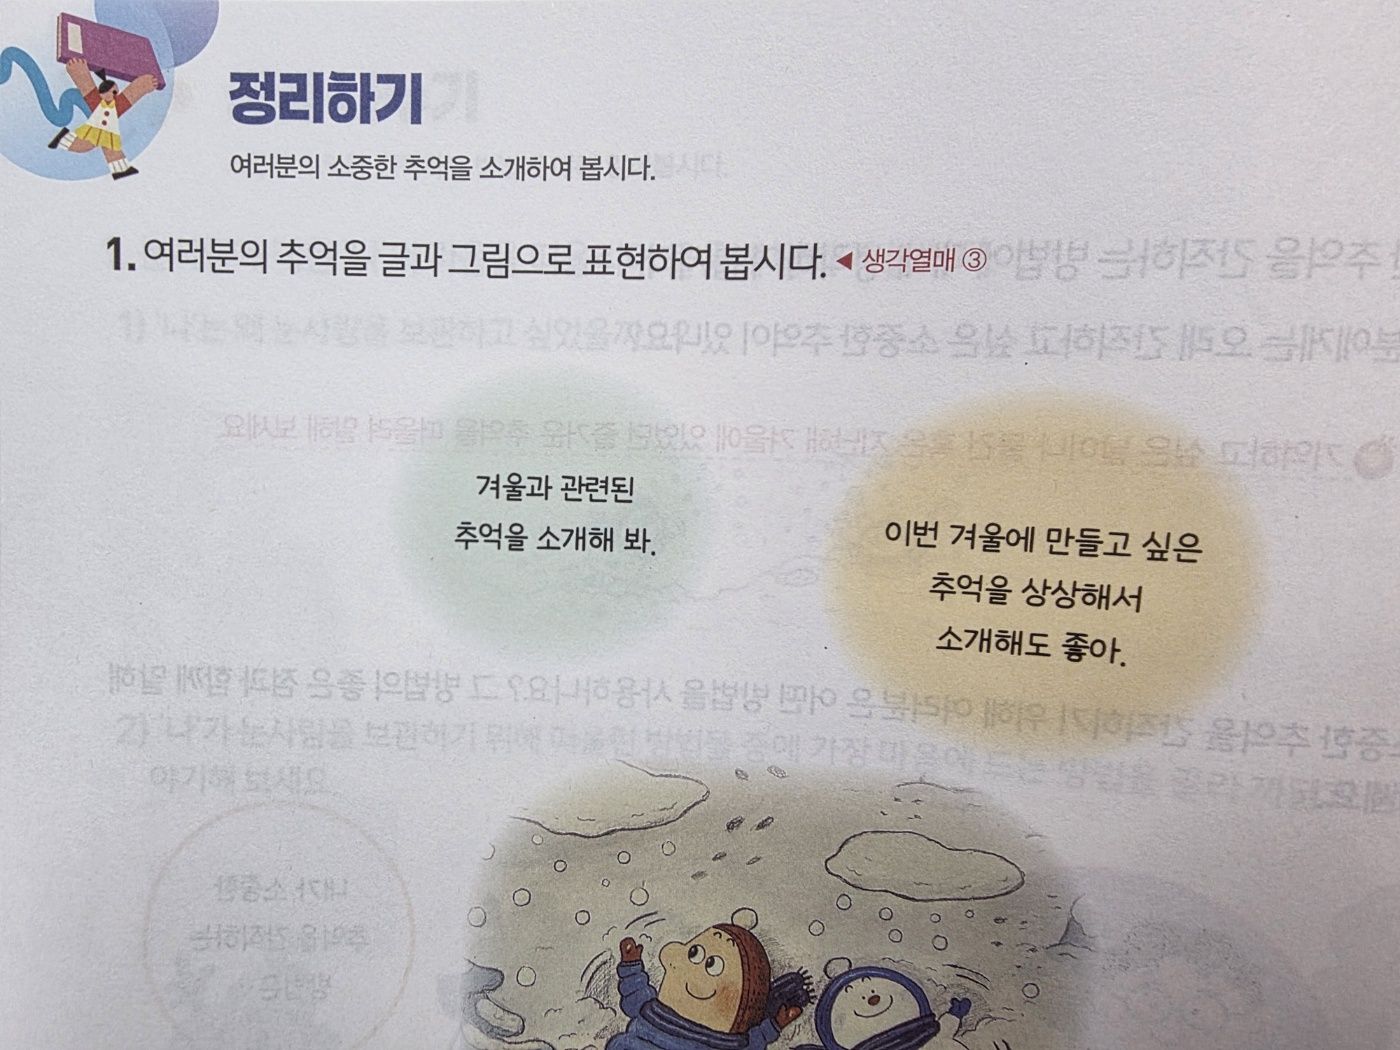 정리하기
여러분의 소중한 추억을 소개하여 봅시다.
1. 여러분의 추억을 글과 그림으로 표현하여 봅시다. ◀ 생각열매 ③
겨울과 관련된
추억을 소개해 봐.
이번 겨울에 만들고 싶은
추억을 상상해서
소개해도 좋아.